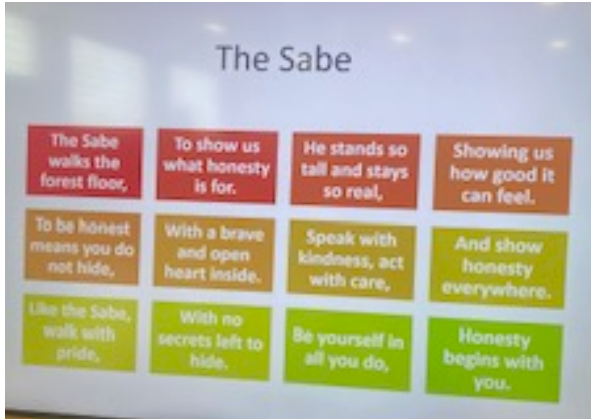 The Sabe
The Sabe
walks the
forest floor,
To show us
what honesty
is for.
He stands so
tall and stays
so real,
Showing us
how good it
can feel.
To be honest
means you do
not hide,
With a brave
and open
heart inside.
Speak with
kindness, act
with care,
And show
honesty
everywhere.
Like the Sabe,
walk with
pride,
With no
secrets left to
hide.
Be yourself in
all you do,
Honesty
begins with
you.